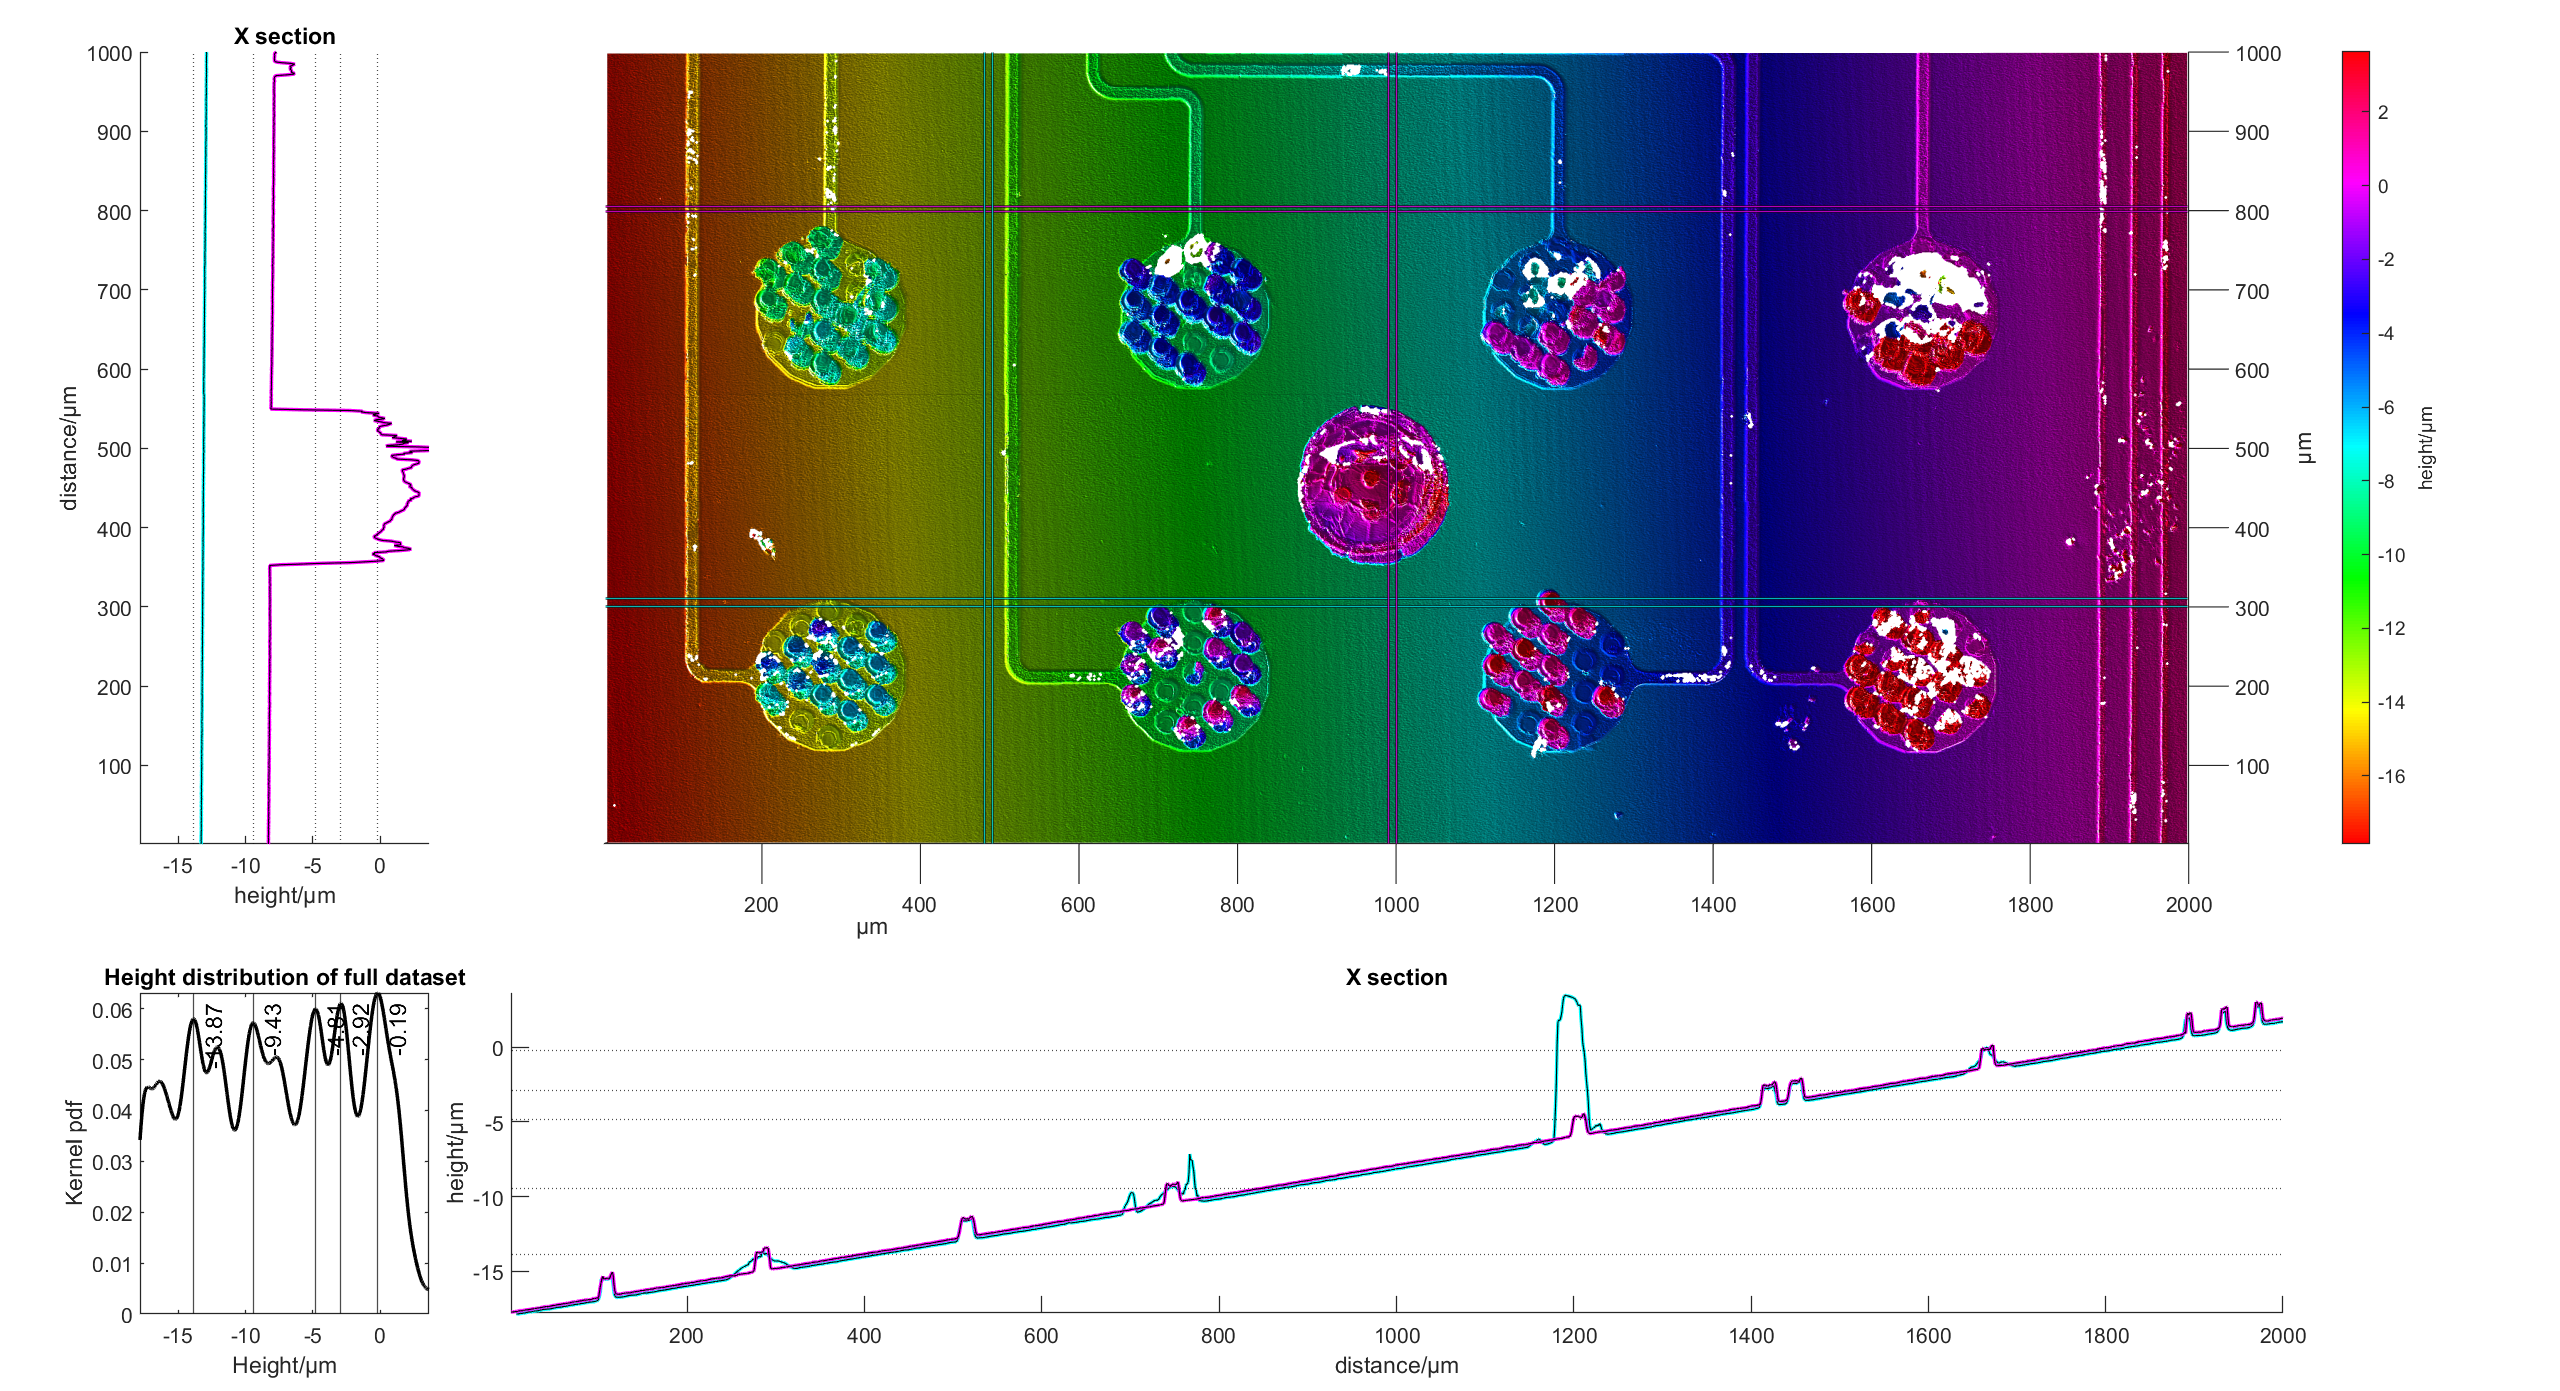 X section
1000
900
800
700
600
500
400
300
200
100
distance/µm
-15 -10 -5 0
height/µm
1000
900
800
700
600
500
400
300
200
100
µm
200 400 600 800 1000 1200 1400 1600 1800 2000
µm
2
0
-2
-4
-6
-8
-10
-12
-14
-16
height/µm
Height distribution of full dataset
0.06
0.05
0.04
0.03
0.02
0.01
0
Kernel pdf
-13.87
-9.43
-4.81
-2.92
-0.19
-15 -10 -5 0
Height/µm
X section
0
-5
-10
-15
height/µm
200 400 600 800 1000 1200 1400 1600 1800 2000
distance/µm